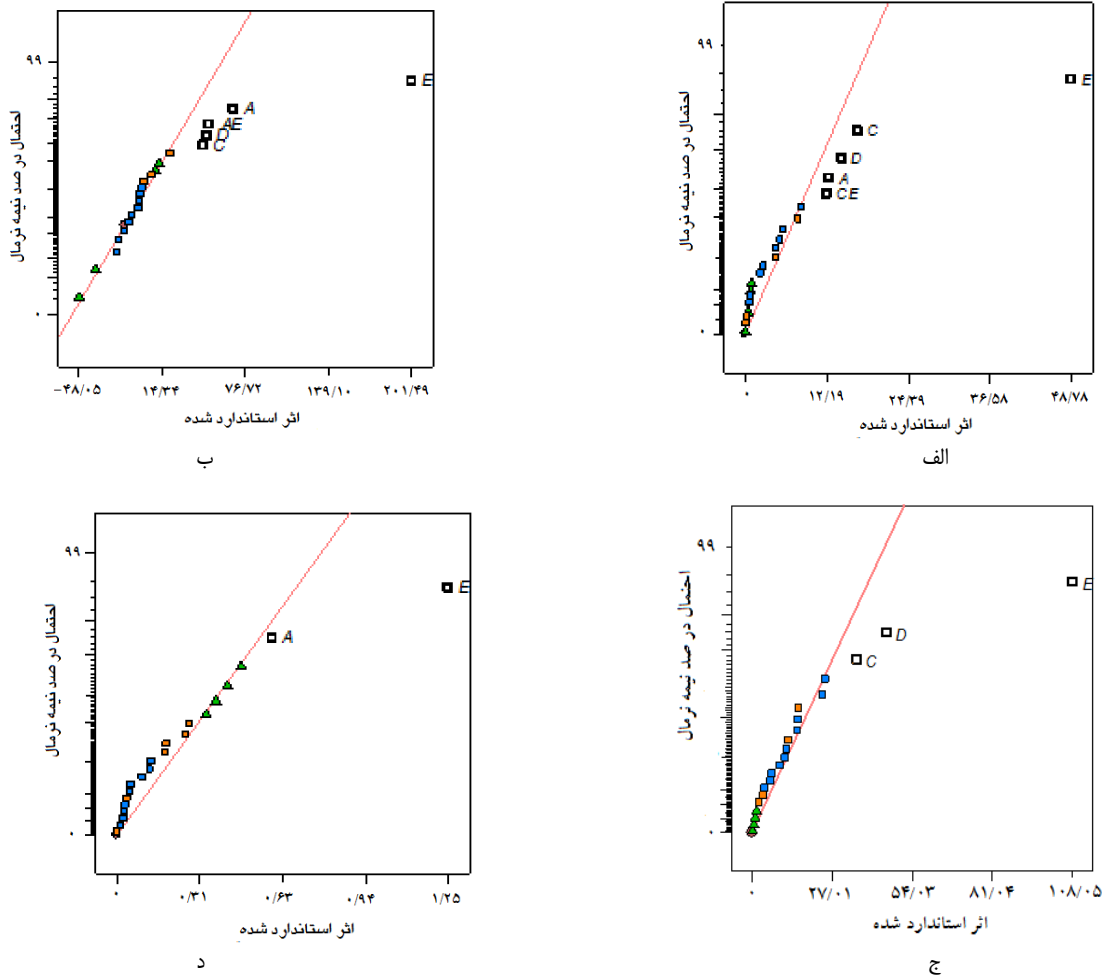 الف
۹۹
۰
احتمال در صد نیمه نرمال
E
C
D
A
CE
۰ ۱۲/۱۹ ۲۴/۳۹ ۳۶/۵۸ ۴۸/۷۸
اثر استاندارد شده
ب
۹۹
۰
احتمال در صد نیمه نرمال
E
A
AE
D
C
-۴۸/۰۵ ۱۴/۳۴ ۷۶/۷۲ ۱۳۹/۱۰ ۲۰۱/۴۹
اثر استاندارد شده
ج
۹۹
۰
احتمال در صد نیمه نرمال
E
D
C
۰ ۲۷/۰۱ ۵۴/۰۳ ۸۱/۰۴ ۱۰۸/۰۵
اثر استاندارد شده
د
۹۹
۰
احتمال در صد نیمه نرمال
E
A
۰ ۰/۳۱ ۰/۶۳ ۰/۹۴ ۱/۲۵
اثر استاندارد شده